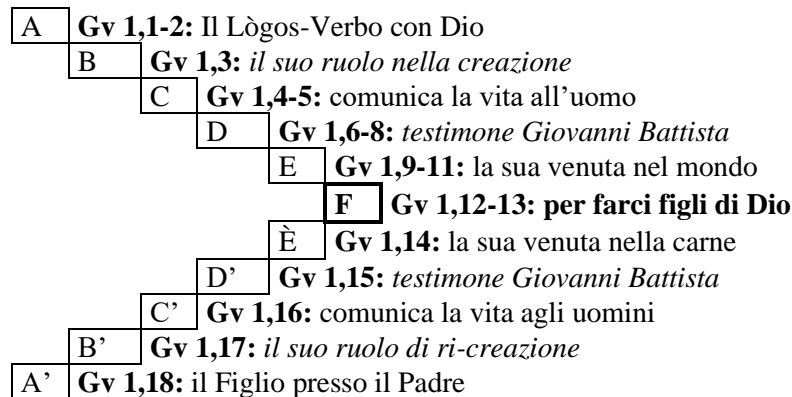 A Gv 1,1-2: Il Lògos-Verbo con Dio
B Gv 1,3: il suo ruolo nella creazione
C Gv 1,4-5: comunica la vita all’uomo
D Gv 1,6-8: testimone Giovanni Battista
E Gv 1,9-11: la sua venuta nel mondo
F Gv 1,12-13: per farci figli di Dio
È Gv 1,14: la sua venuta nella carne
D’ Gv 1,15: testimone Giovanni Battista
C’ Gv 1,16: comunica la vita agli uomini
B’ Gv 1,17: il suo ruolo di ri-creazione
A’ Gv 1,18: il Figlio presso il Padre